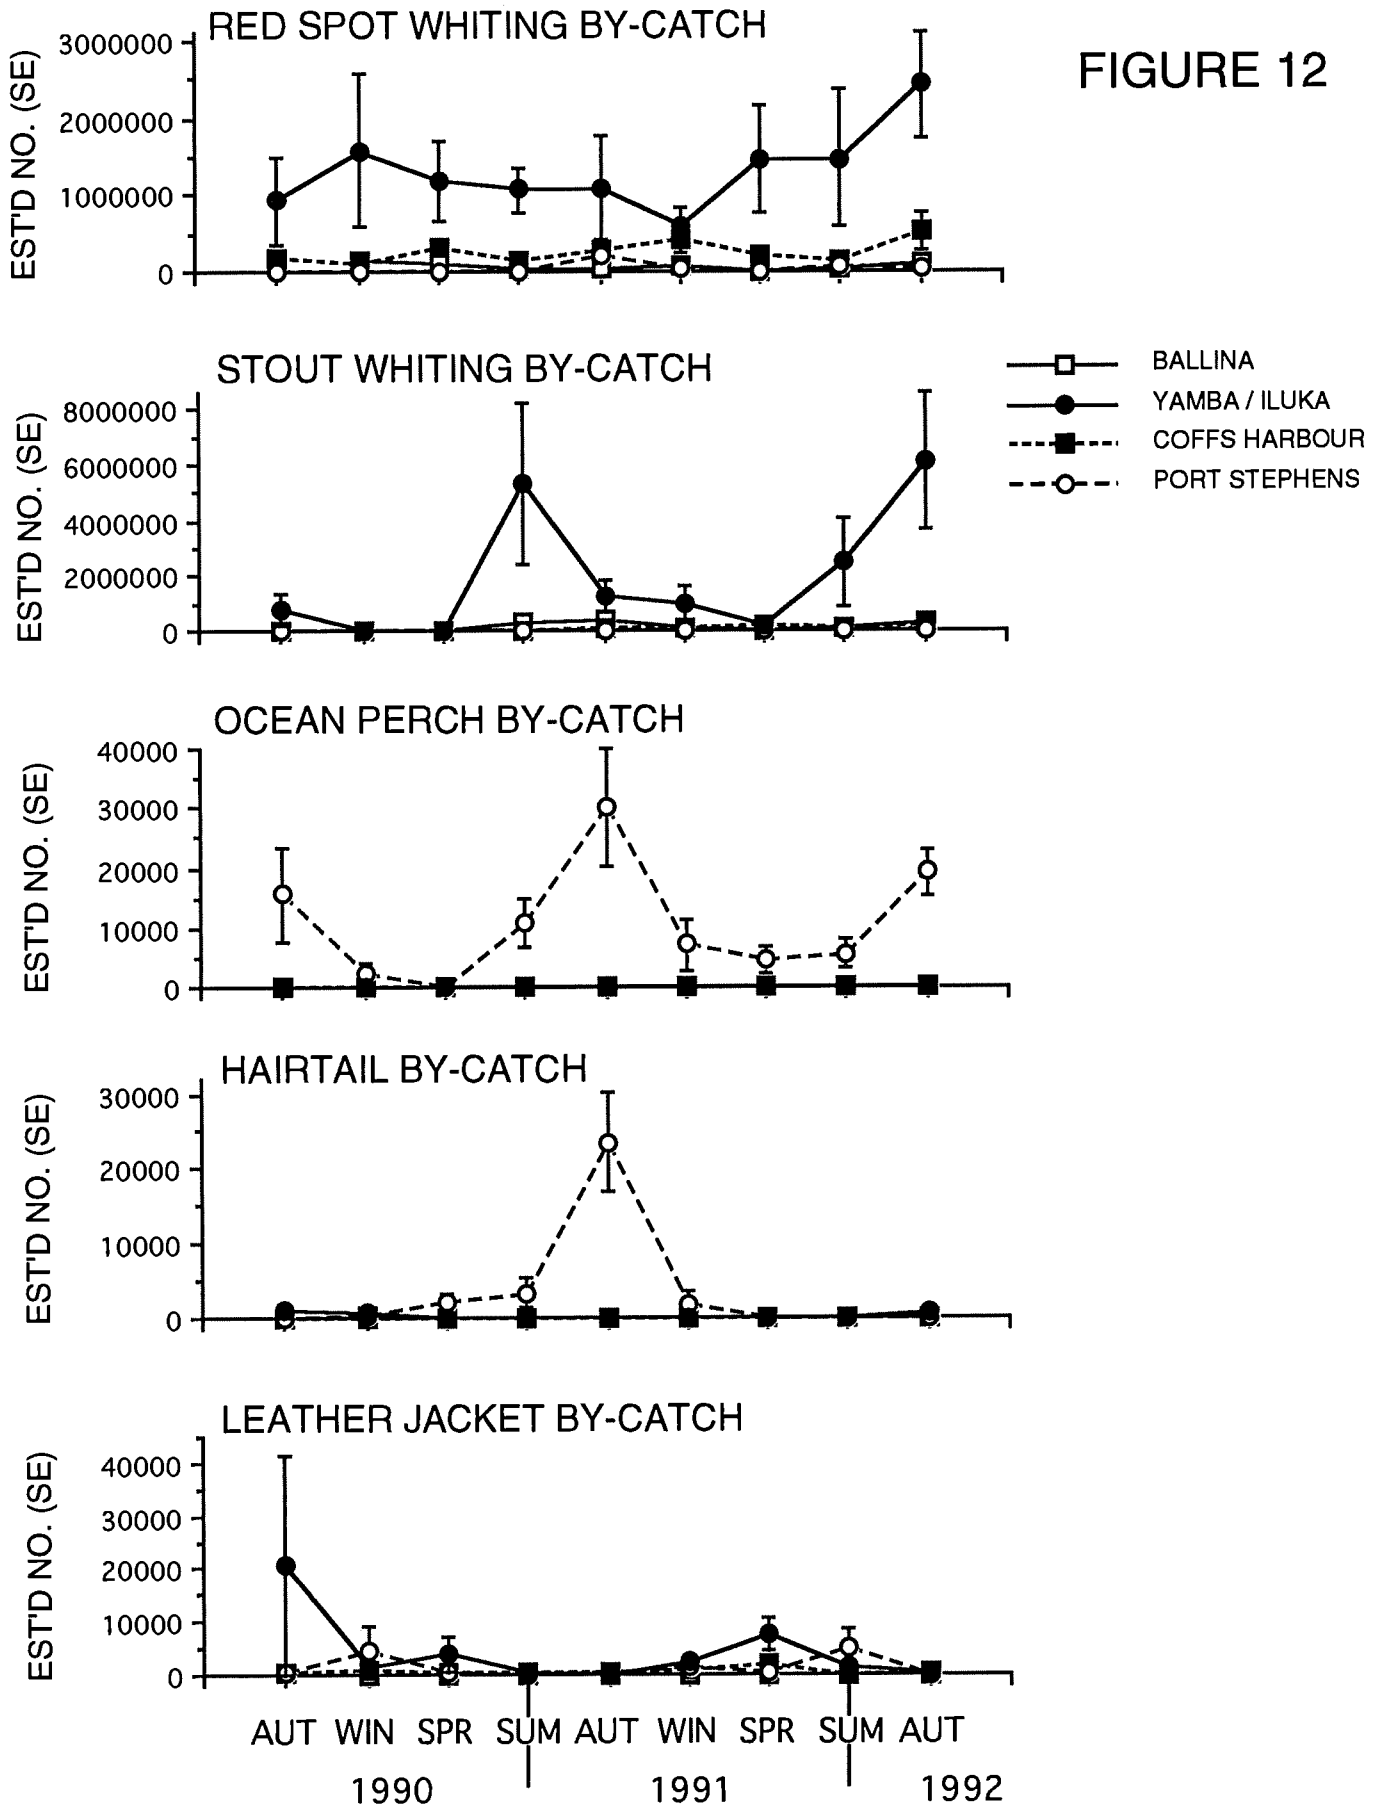 RED SPOT WHITING BY-CATCH
FIGURE 12
EST'D NO. (SE)
3000000
2000000
1000000
0
STOUT WHITING BY-CATCH
EST'D NO. (SE)
8000000
6000000
4000000
2000000
0
BALLINA
YAMBA / ILUKA
COFFS HARBOUR
PORT STEPHENS
OCEAN PERCH BY-CATCH
EST'D NO. (SE)
40000
30000
20000
10000
0
HAIRTAIL BY-CATCH
EST'D NO. (SE)
30000
20000
10000
0
LEATHER JACKET BY-CATCH
EST'D NO. (SE)
40000
30000
20000
10000
0
AUT WIN SPR SUM AUT WIN SPR SUM AUT
1990 1991 1992